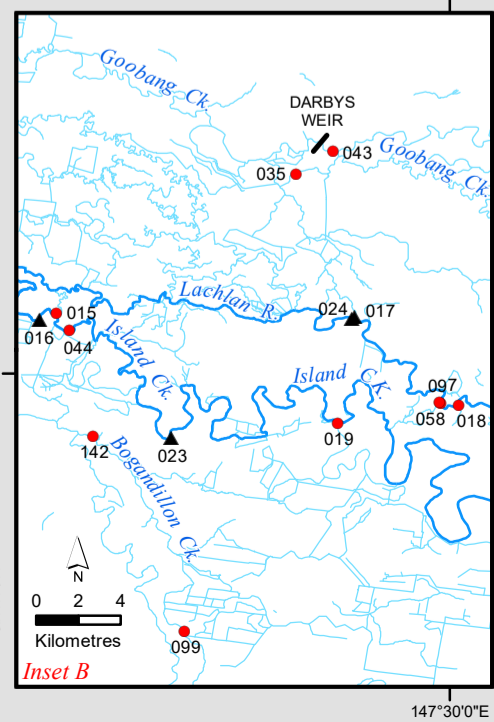 Goobang Ck.
DARBYS
WEIR
043
Goobang Ck.
035
Lachlan R.
015
024
017
016
044
Island Ck.
Island CK.
097
058
018
019
142
023
Bogandillon Ck.
N
0 2 4
Kilometres
099
Inset B
147°30'0"E